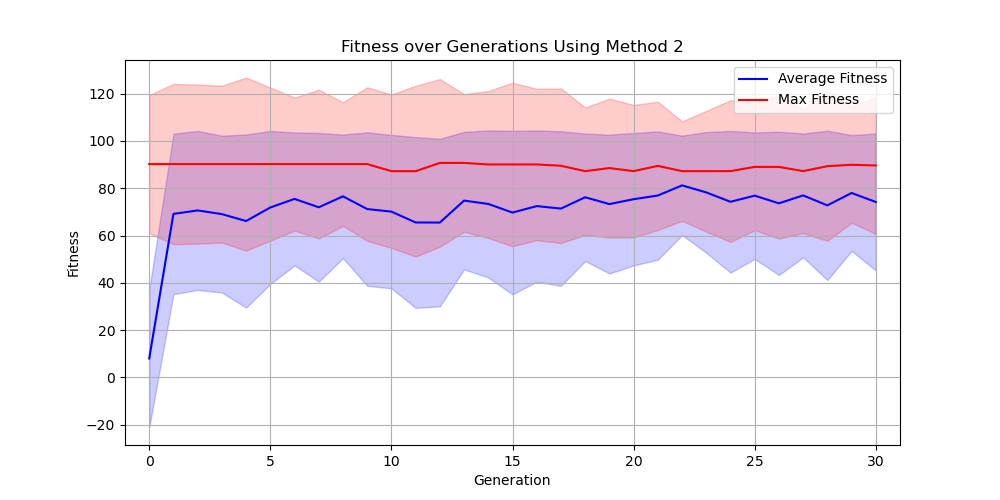 Fitness over Generations Using Method 2
Average Fitness
Max Fitness
120
100
80
60
40
20
0
−20
Fitness
0 5 10 15 20 25 30
Generation